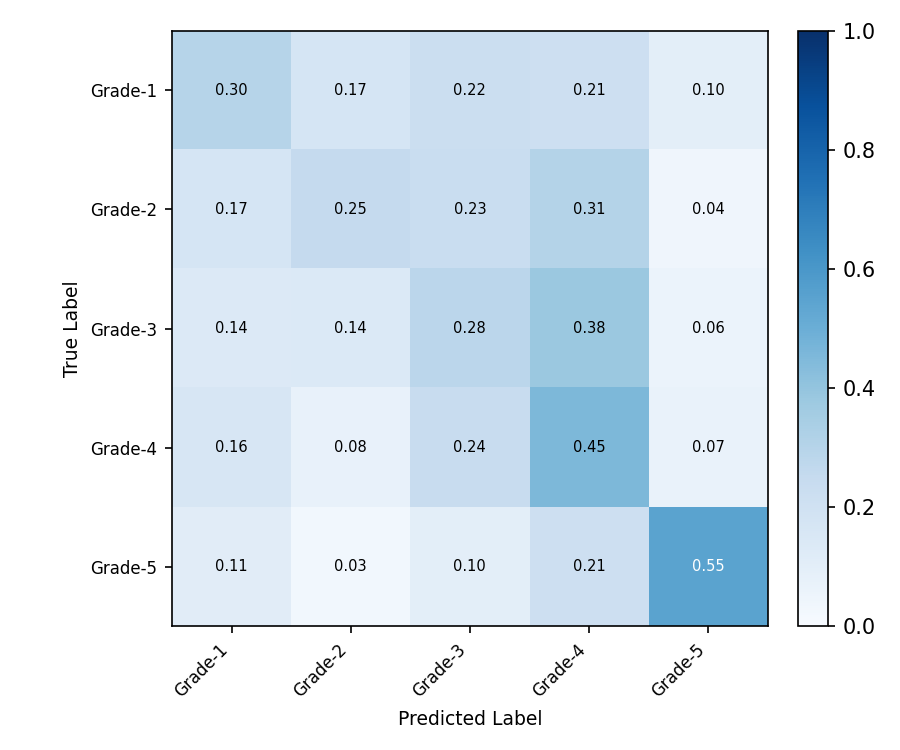 Grade-1 0.30 0.17 0.22 0.21 0.10
Grade-2 0.17 0.25 0.23 0.31 0.04
Grade-3 0.14 0.14 0.28 0.38 0.06
Grade-4 0.16 0.08 0.24 0.45 0.07
Grade-5 0.11 0.03 0.10 0.21 0.55
True Label
Grade-1 Grade-2 Grade-3 Grade-4 Grade-5
Predicted Label
1.0
0.8
0.6
0.4
0.2
0.0